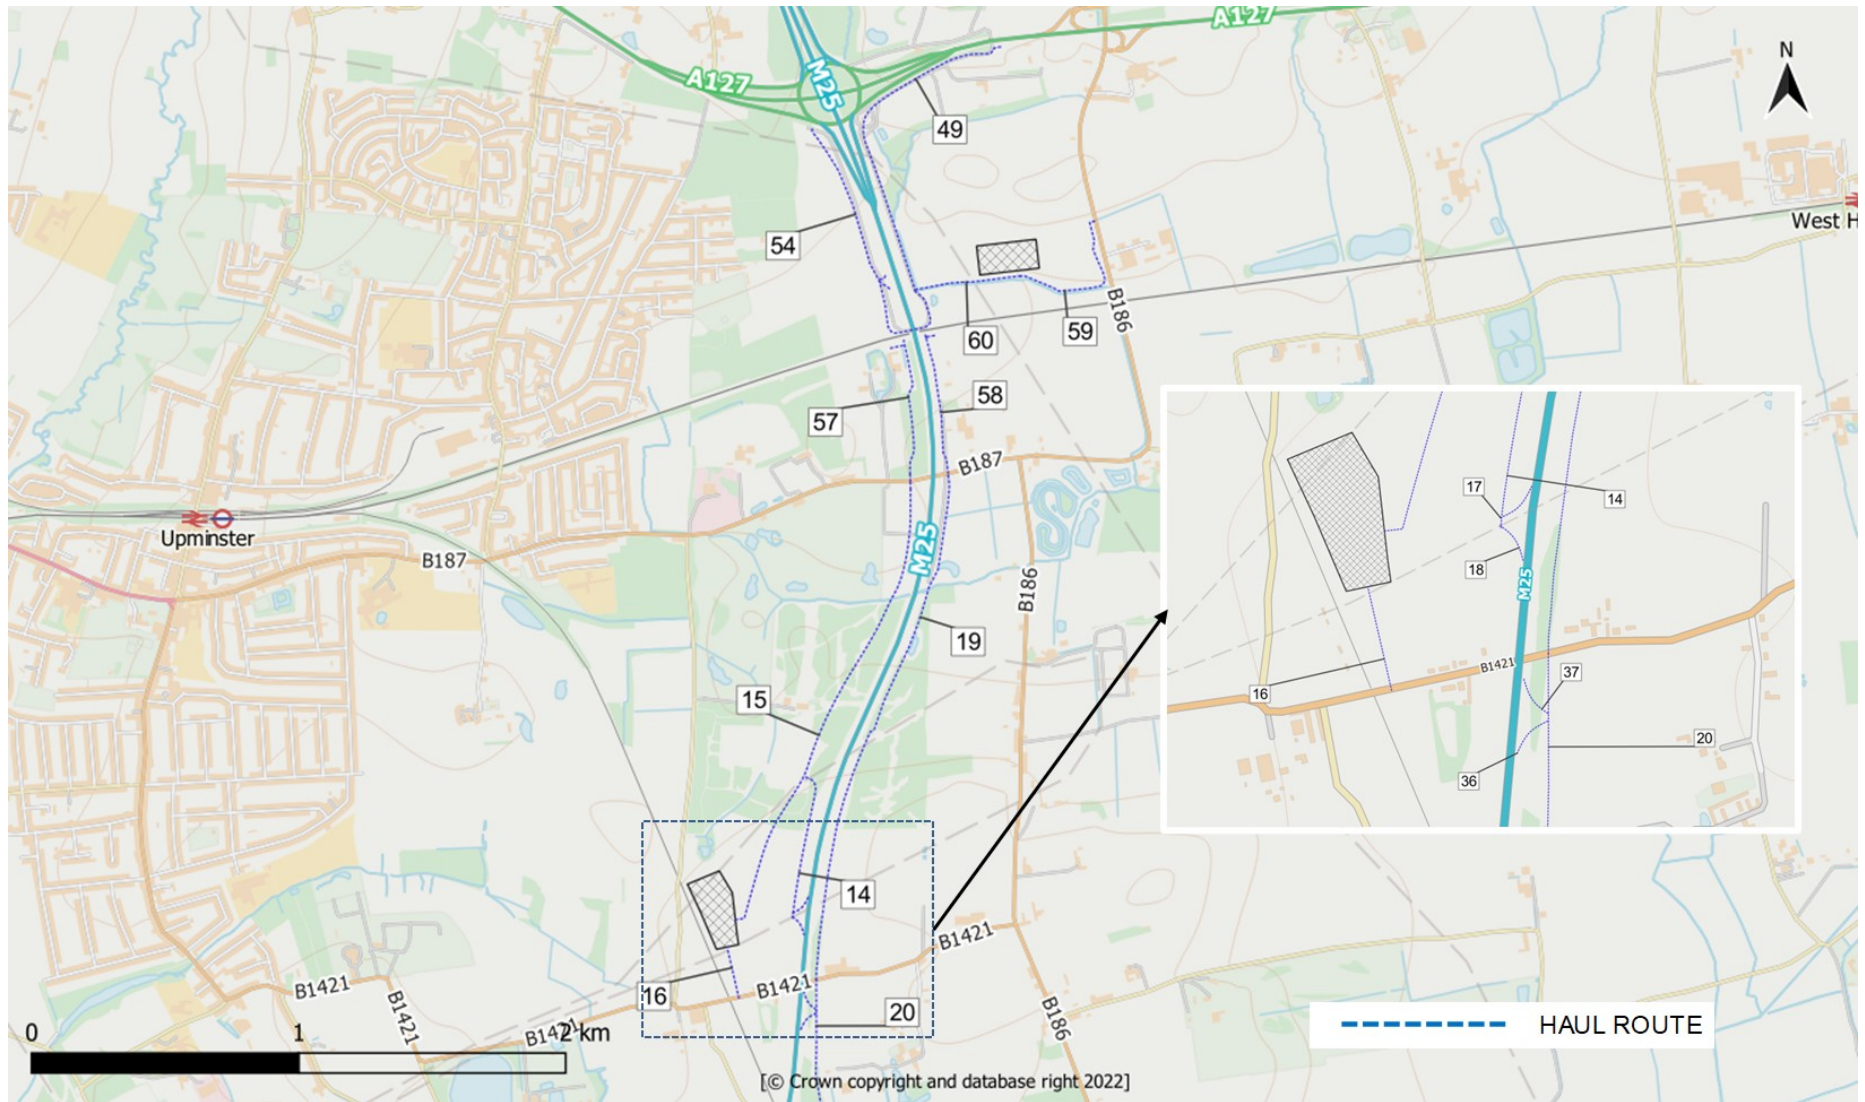 A127
A127
M25
N
49
West H
54
B186
60
59
58
57
B187
M25
Upminster
B187
B186
19
15
14
B1421
16
B1421
20
B1421
B1421
B1421
B186
17
14
18
M25
B1421
16
37
20
36
0
1
2 km
HAUL ROUTE
[© Crown copyright and database right 2022]